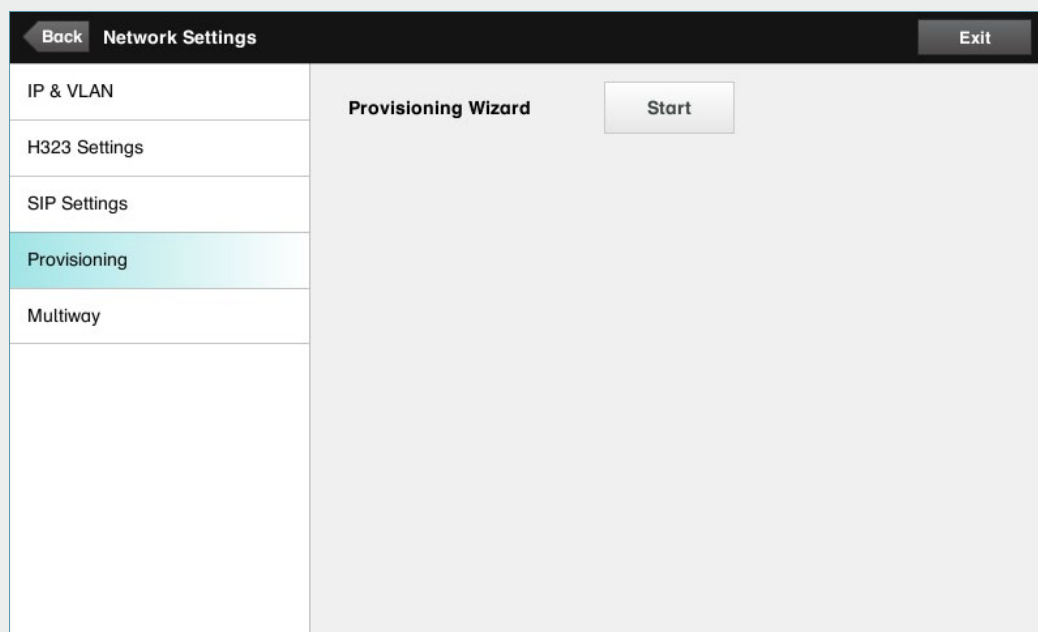 Back Network Settings Exit
IP & VLAN
Provisioning Wizard Start
H323 Settings
SIP Settings
Provisioning
Multiway